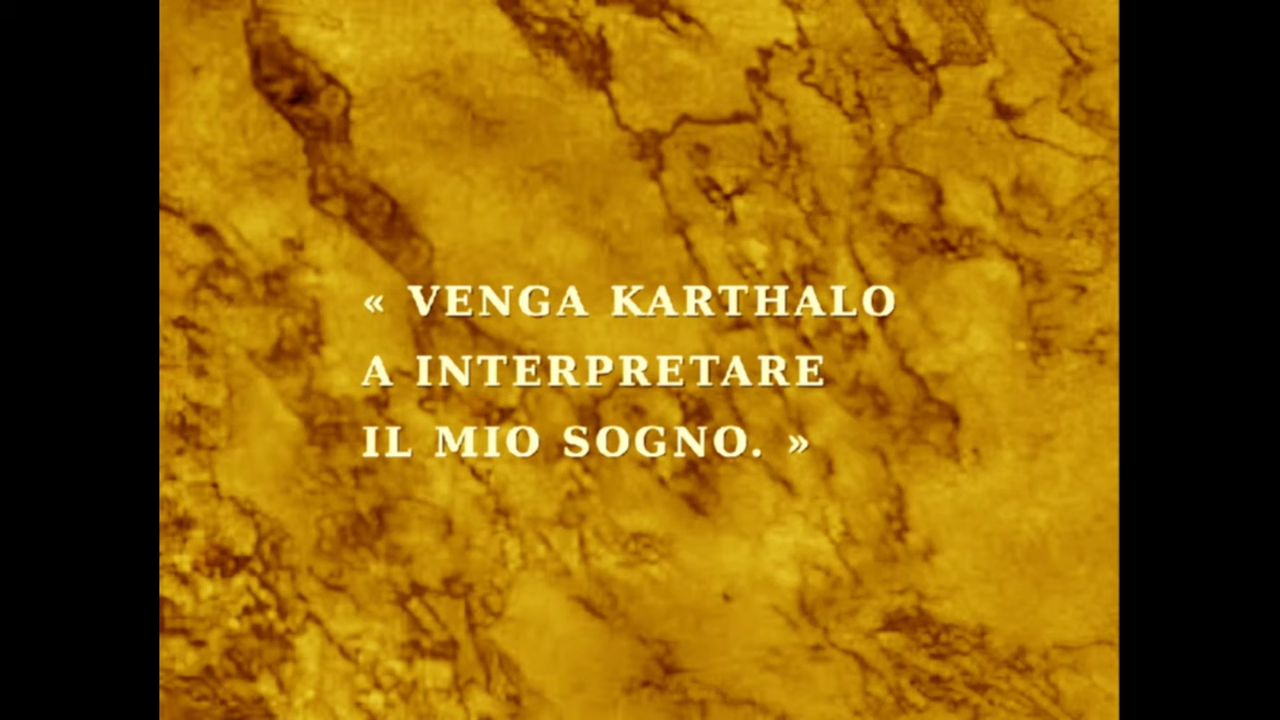 « VENGA KARTHALO
A INTERPRETARE
IL MIO SOGNO. »